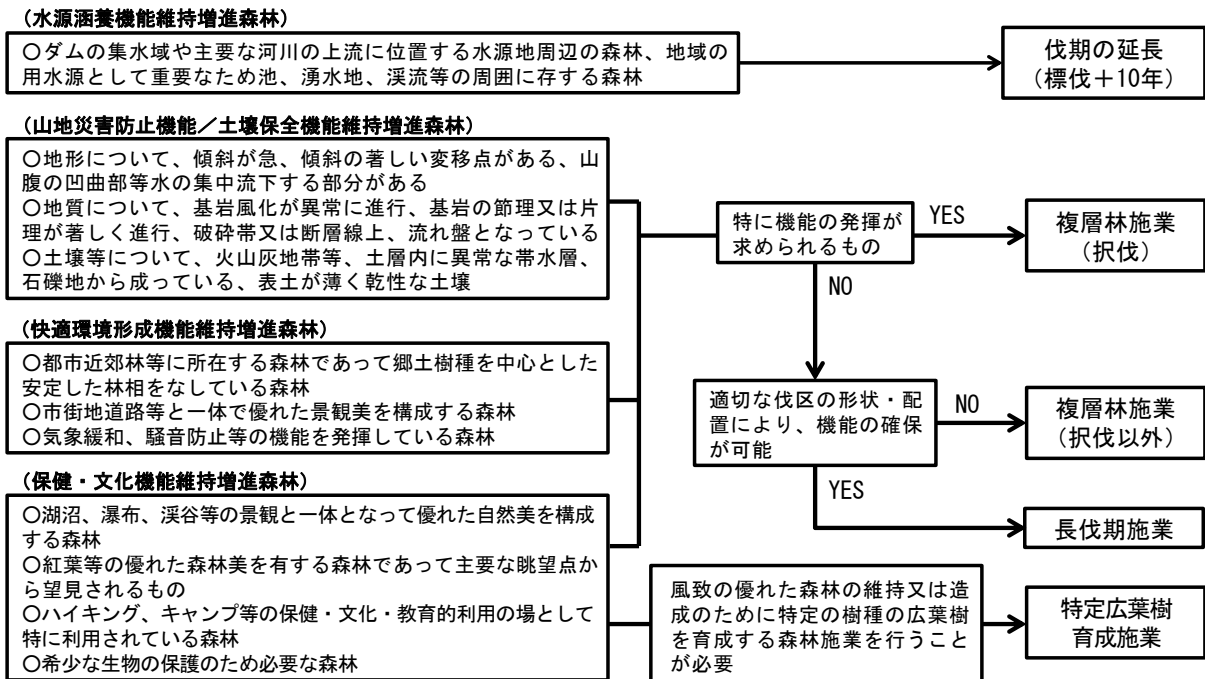 (水源涵養機能維持増進森林)
○ダムの集水域や主要な河川の上流に位置する水源地周辺の森林、地域の
用水源として重要なため池、湧水地、渓流等の周囲に存する森林
伐期の延長
(標伐+10年)
(山地災害防止機能/土壌保全機能維持増進森林)
○地形について、傾斜が急、傾斜の著しい変移点がある、山
腹の凹曲部等水の集中流下する部分がある
○地質について、基岩風化が異常に進行、基岩の節理又は片
理が著しく進行、破砕帯又は断層線上、流れ盤となっている
○土壌等について、火山灰地帯等、土層内に異常な帯水層、
石礫地から成っている、表土が薄く乾性な土壌
特に機能の発揮が
求められるもの
YES
複層林施業
(択伐)
NO
(快適環境形成機能維持増進森林)
○都市近郊林等に所在する森林であって郷土樹種を中心とした
安定した林相をなしている森林
○市街地道路等と一体で優れた景観美を構成する森林
○気象緩和、騒音防止等の機能を発揮している森林
適切な伐区の形状・配
置により、機能の確保
が可能
NO
複層林施業
(択伐以外)
YES
長伐期施業
(保健・文化機能維持増進森林)
○湖沼、瀑布、渓谷等の景観と一体となって優れた自然美を構成
する森林
○紅葉等の優れた森林美を有する森林であって主要な眺望点か
ら望見されるもの
○ハイキング、キャンプ等の保健・文化・教育的利用の場として
特に利用されている森林
○希少な生物の保護のため必要な森林
風致の優れた森林の維持又は造
成のために特定の樹種の広葉樹
を育成する森林施業を行うこと
が必要
特定広葉樹
育成施業